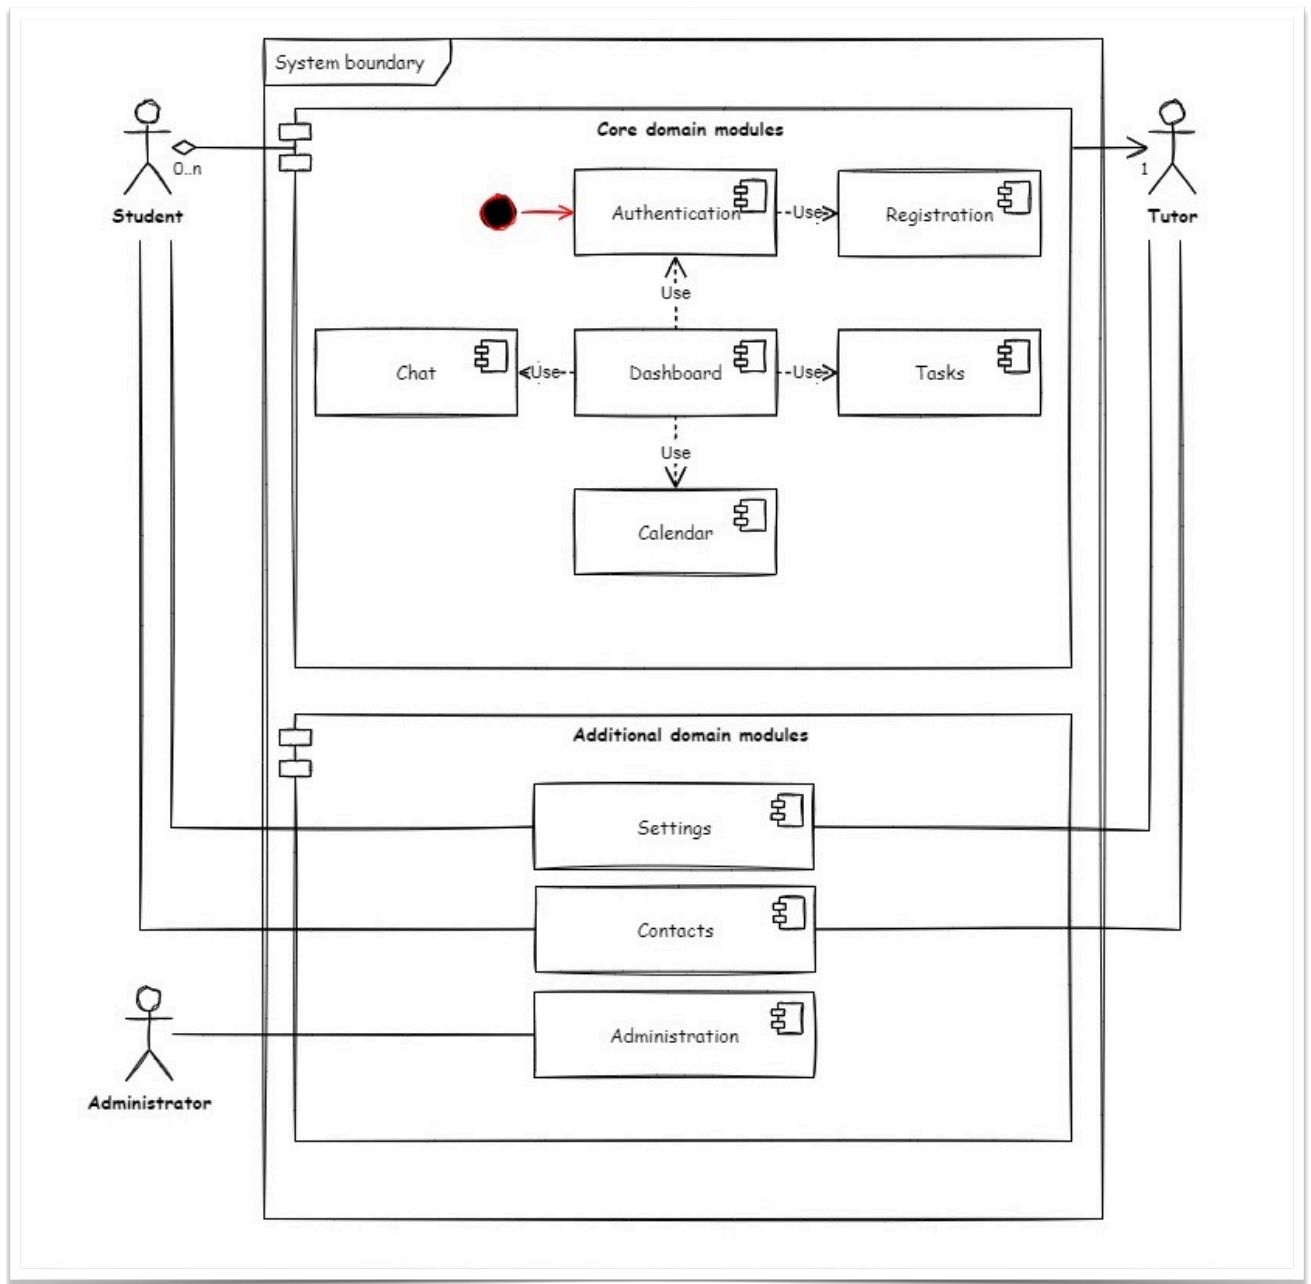 System boundary
Core domain modules
0..n
1
Student
Tutor
Authentication
Use
Registration
Use
Chat
Use
Dashboard
Use
Tasks
Use
Calendar
Additional domain modules
Settings
Contacts
Administration
Administrator